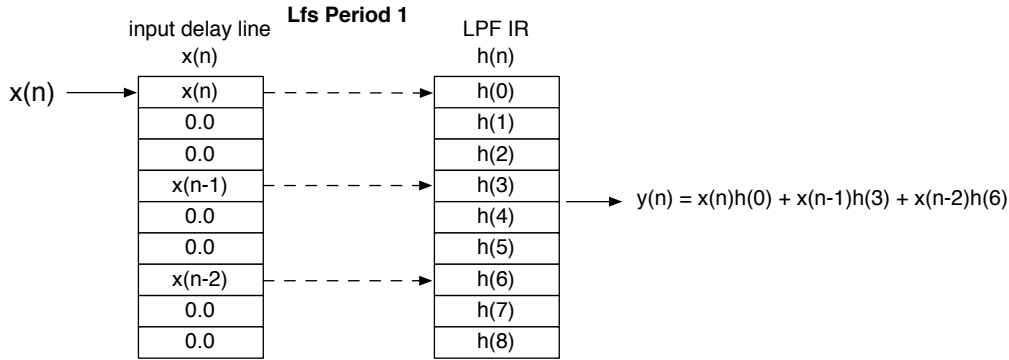 Lfs Period 1
input delay line LPF IR
x(n) h(n)
x(n) x(n) h(0)
0.0 h(1)
0.0 h(2)
x(n-1) h(3)
y(n) = x(n)h(0) + x(n-1)h(3) + x(n-2)h(6)
0.0 h(4)
0.0 h(5)
x(n-2) h(6)
0.0 h(7)
0.0 h(8)